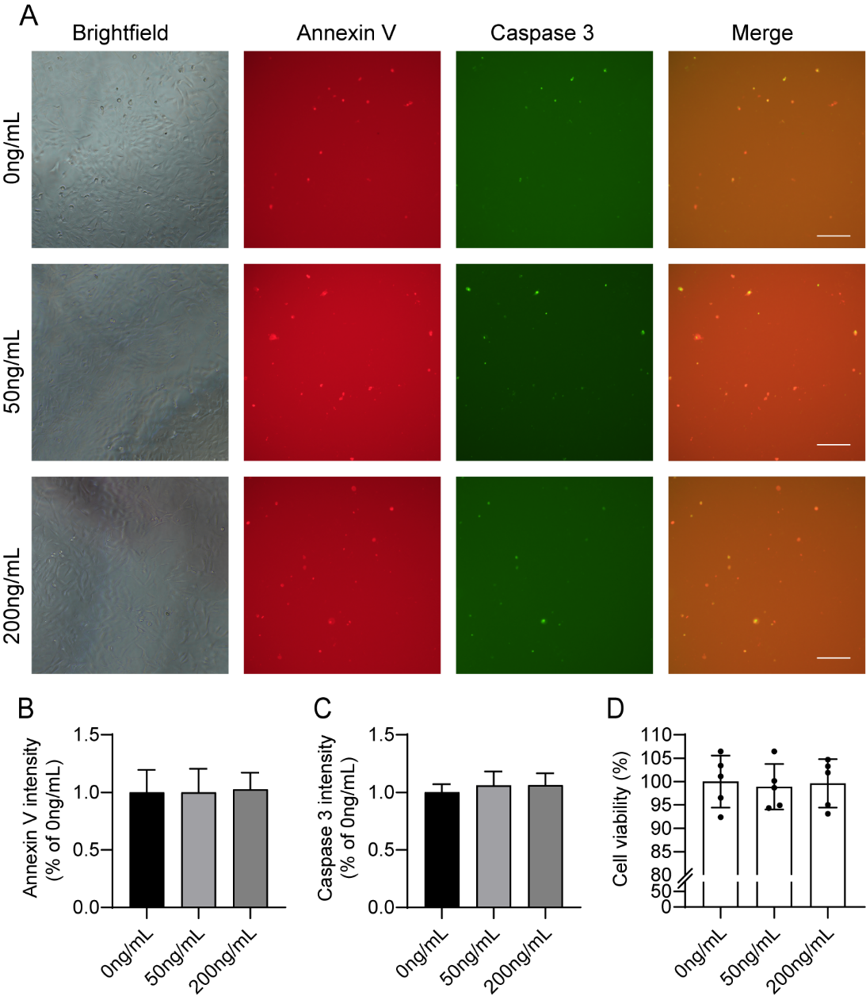 A
Brightfield
Annexin V
Caspase 3
Merge
0ng/mL
50ng/mL
200ng/mL
B
Annexin V intensity
(% of 0ng/mL)
1.5
1.0
0.5
0.0
0ng/mL
50ng/mL
200ng/mL
C
Caspase 3 intensity
(% of 0ng/mL)
1.5
1.0
0.5
0.0
0ng/mL
50ng/mL
200ng/mL
D
Cell viability (%)
110
105
100
95
90
85
80
50
0
0ng/mL
50ng/mL
200ng/mL